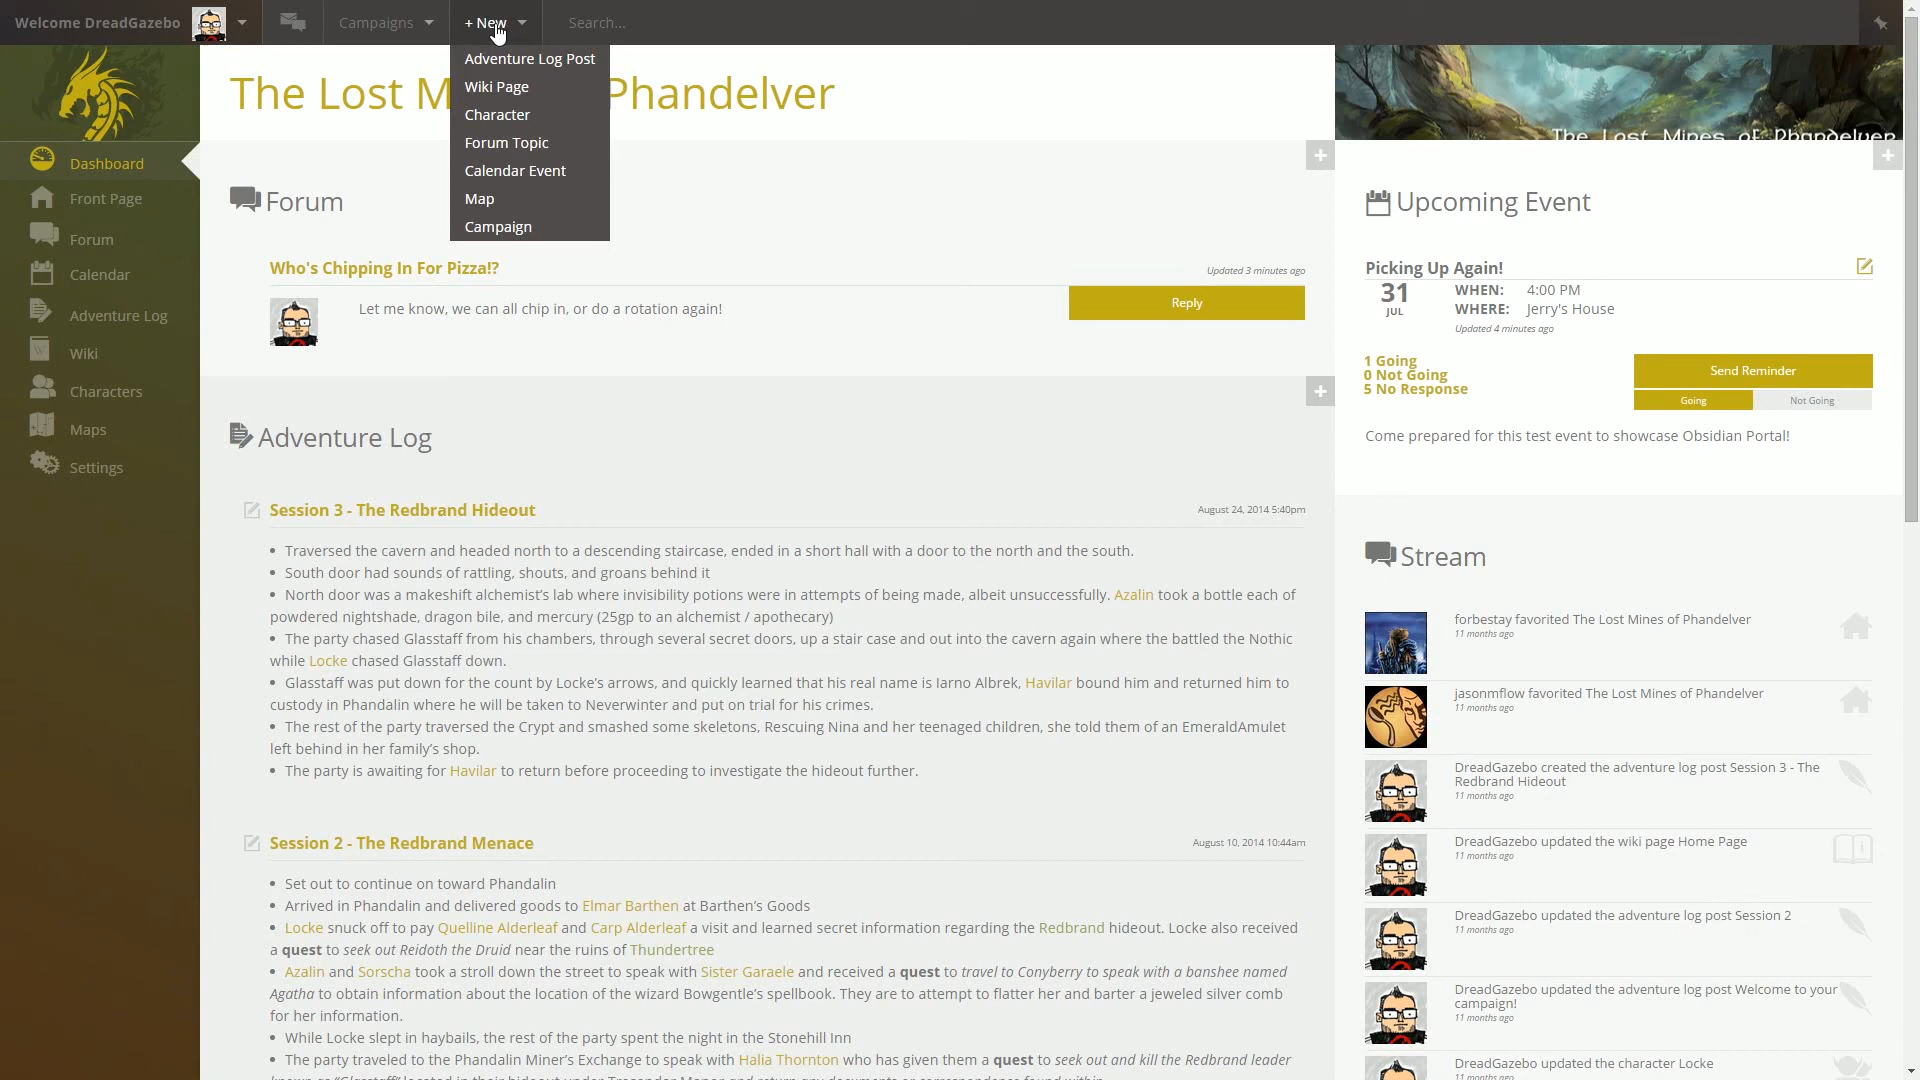 Welcome DreadGazebo
Campaigns
+ New
Search...
Adventure Log Post
Wiki Page
Character
Forum Topic
Calendar Event
Map
Campaign
The Lost M Phandelver
The Lost Mines of Phandelver
Dashboard
Front Page
Forum
Calendar
Adventure Log
Wiki
Characters
Maps
Settings
Forum
Who's Chipping In For Pizza!?
Updated 3 minutes ago
Let me know, we can all chip in, or do a rotation again!
Reply
Adventure Log
Session 3 - The Redbrand Hideout
August 24, 2014 5:40pm
• Traversed the cavern and headed north to a descending staircase, ended in a short hall with a door to the north and the south.
• South door had sounds of rattling, shouts, and groans behind it
• North door was a makeshift alchemist's lab where invisibility potions were in attempts of being made, albeit unsuccessfully. Azalin took a bottle each of
powdered nightshade, dragon bile, and mercury (25gp to an alchemist / apothecary)
• The party chased Glasstaff from his chambers, through several secret doors, up a stair case and out into the cavern again where the battled the Nothic
while Locke chased Glasstaff down.
• Glasstaff was put down for the count by Locke's arrows, and quickly learned that his real name is Iarno Albrek, Havilar bound him and returned him to
custody in Phandalin where he will be taken to Neverwinter and put on trial for his crimes.
• The rest of the party traversed the Crypt and smashed some skeletons, Rescuing Nina and her teenaged children, she told them of an EmeraldAmulet
left behind in her family's shop.
• The party is awaiting for Havilar to return before proceeding to investigate the hideout further.
Session 2 - The Redbrand Menace
August 10, 2014 10:44am
• Set out to continue on toward Phandalin
• Arrived in Phandalin and delivered goods to Elmar Barthen at Barthen's Goods
• Locke snuck off to pay Quelline Alderleaf and Carp Alderleaf a visit and learned secret information regarding the Redbrand hideout. Locke also received
a quest to seek out Reidoth the Druid near the ruins of Thundertree
• Azalin and Sorscha took a stroll down the street to speak with Sister Garaele and received a quest to travel to Conyberry to speak with a banshee named
Agatha to obtain information about the location of the wizard Bowgentle's spellbook. They are to attempt to flatter her and barter a jeweled silver comb
for her information.
• While Locke slept in haybails, the rest of the party spent the night in the Stonehill Inn
• The party traveled to the Phandalin Miner's Exchange to speak with Halia Thornton who has given them a quest to seek out and kill the Redbrand leader
Upcoming Event
Picking Up Again!
31
JUL
WHEN: 4:00 PM
WHERE: Jerry's House
Updated 4 minutes ago
1 Going
0 Not Going
5 No Response
Send Reminder
Going
Not Going
Come prepared for this test event to showcase Obsidian Portal!
Stream
forbestay favorited The Lost Mines of Phandelver
11 months ago
jasonmflow favorited The Lost Mines of Phandelver
11 months ago
DreadGazebo created the adventure log post Session 3 - The
Redbrand Hideout
11 months ago
DreadGazebo updated the wiki page Home Page
11 months ago
DreadGazebo updated the adventure log post Session 2
11 months ago
DreadGazebo updated the adventure log post Welcome to your
campaign!
11 months ago
DreadGazebo updated the character Locke
11 months ago